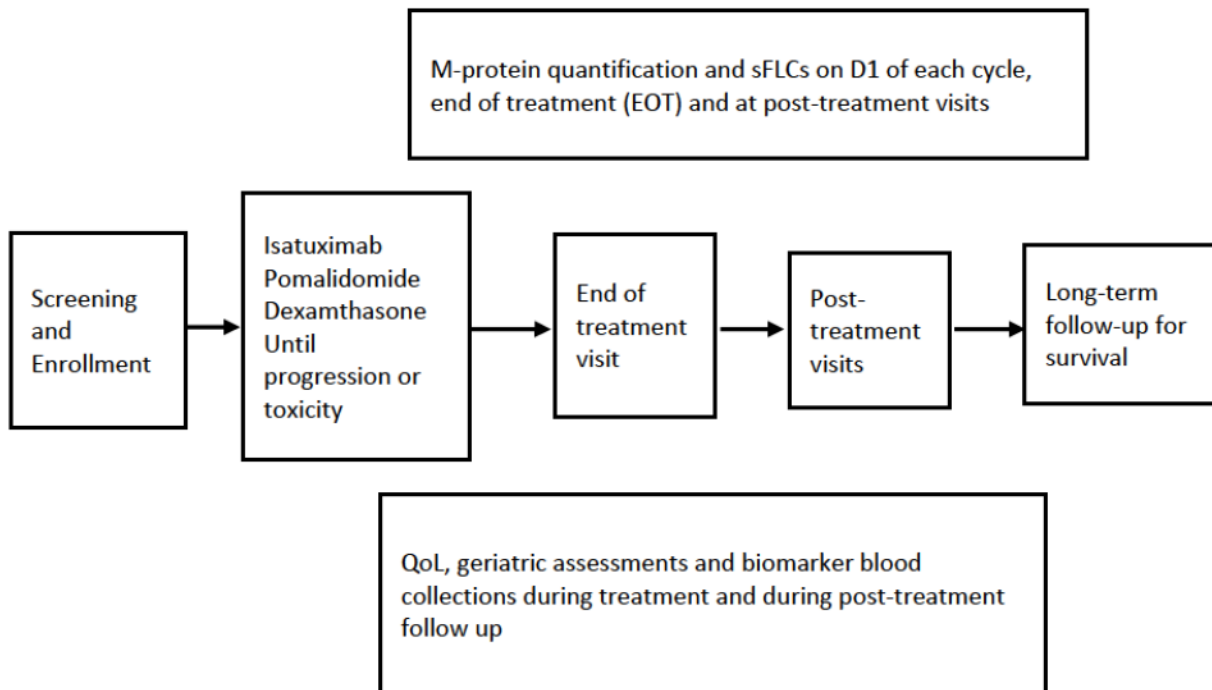 M-protein quantification and sFLCs on D1 of each cycle,
end of treatment (EOT) and at post-treatment visits
Screening
and
Enrollment
Isatuximab
Pomalidomide
Dexamthasone
Until
progression or
toxicity
End of
treatment
visit
Post-
treatment
visits
Long-term
follow-up for
survival
QoL, geriatric assessments and biomarker blood
collections during treatment and during post-treatment
follow up